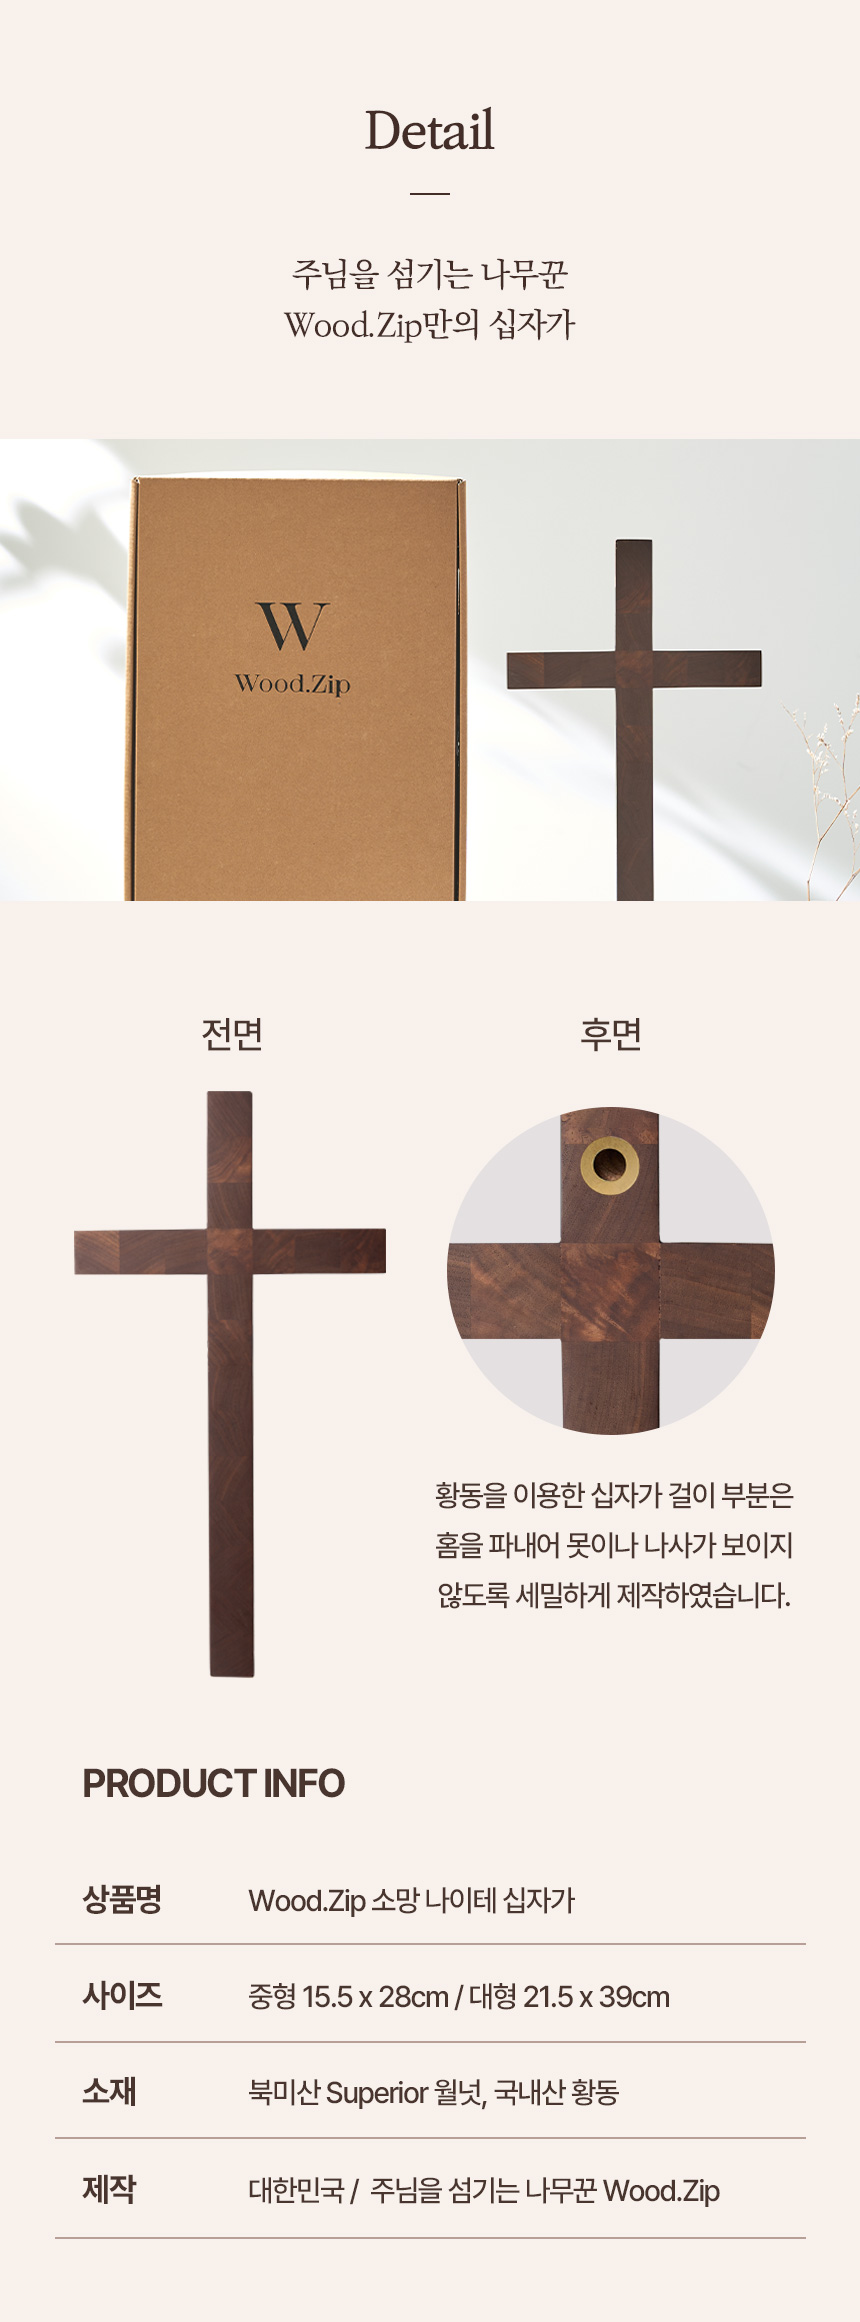 Detail
주님을 섬기는 나무꾼
Wood.Zip만의 십자가
W
Wood.Zip
전면
후면
황동을 이용한 십자가 걸이 부분은
홈을 파내어 못이나 나사가 보이지
않도록 세밀하게 제작하였습니다.
PRODUCT INFO
상품명 Wood.Zip 소망 나이테 십자가
사이즈 중형 15.5 x 28cm / 대형 21.5 x 39cm
소재 북미산 Superior 월넛, 국내산 황동
제작 대한민국 / 주님을 섬기는 나무꾼 Wood.Zip